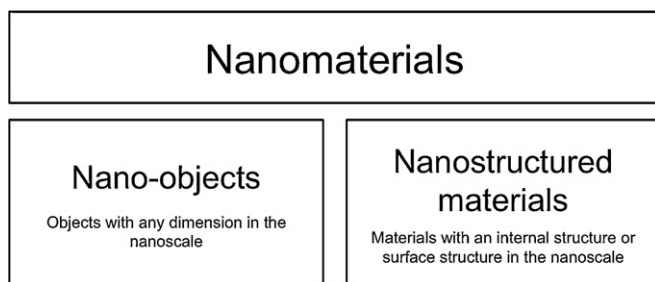 Nanomaterials
Nano-objects
Objects with any dimension in the
nanoscale
Nanostructured
materials
Materials with an internal structure or
surface structure in the nanoscale